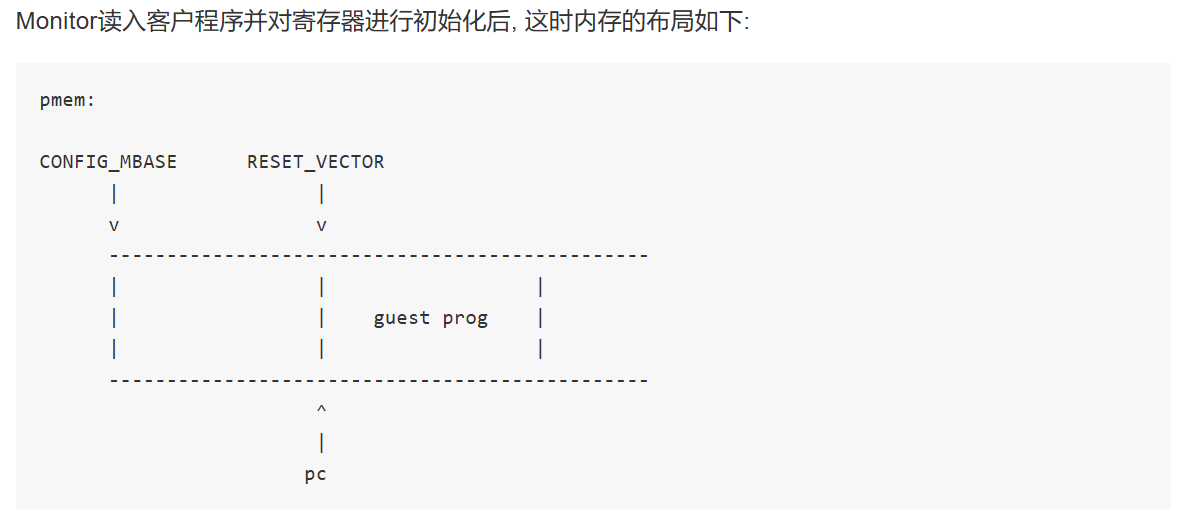 Monitor读入客户程序并对寄存器进行初始化后, 这时内存的布局如下:
pmem:
CONFIG_MBASE      RESET_VECTOR
      |                 |
      v                 v
      -----------------------------------------------
      |                 |                  |
      |                 |    guest prog    |
      |                 |                  |
      -----------------------------------------------
                        ^
                        |
                       pc